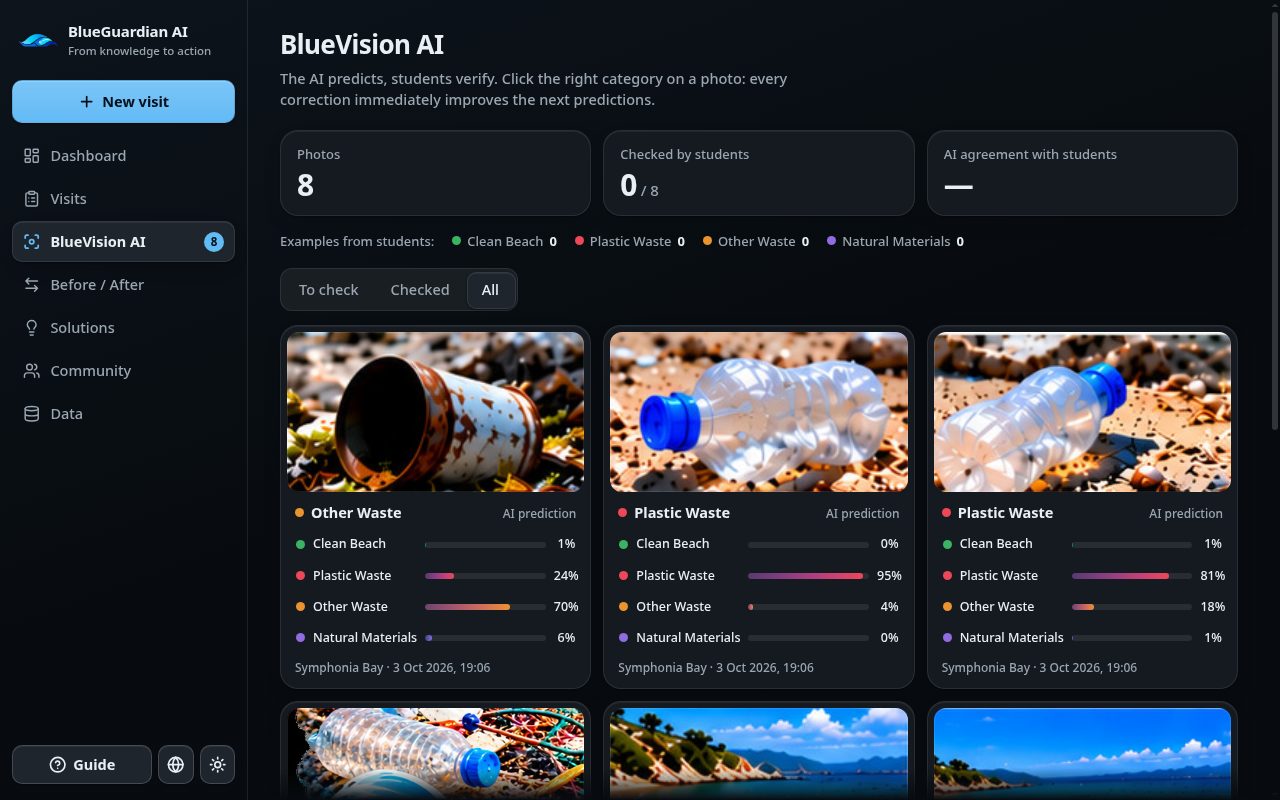 BlueGuardian AI
From knowledge to action
New visit
Dashboard
Visits
BlueVision AI 8
Before / After
Solutions
Community
Data
Guide
BlueVision AI
The AI predicts, students verify. Click the right category on a photo: every
correction immediately improves the next predictions.
Photos
8
Checked by students
0 / 8
AI agreement with students
—
Examples from students: Clean Beach 0 Plastic Waste 0 Other Waste 0 Natural Materials 0
To check Checked All
Other Waste AI prediction
Clean Beach 1%
Plastic Waste 24%
Other Waste 70%
Natural Materials 6%
Symphonia Bay · 3 Oct 2026, 19:06
Plastic Waste AI prediction
Clean Beach 0%
Plastic Waste 95%
Other Waste 4%
Natural Materials 0%
Symphonia Bay · 3 Oct 2026, 19:06
Plastic Waste AI prediction
Clean Beach 1%
Plastic Waste 81%
Other Waste 18%
Natural Materials 1%
Symphonia Bay · 3 Oct 2026, 19:06